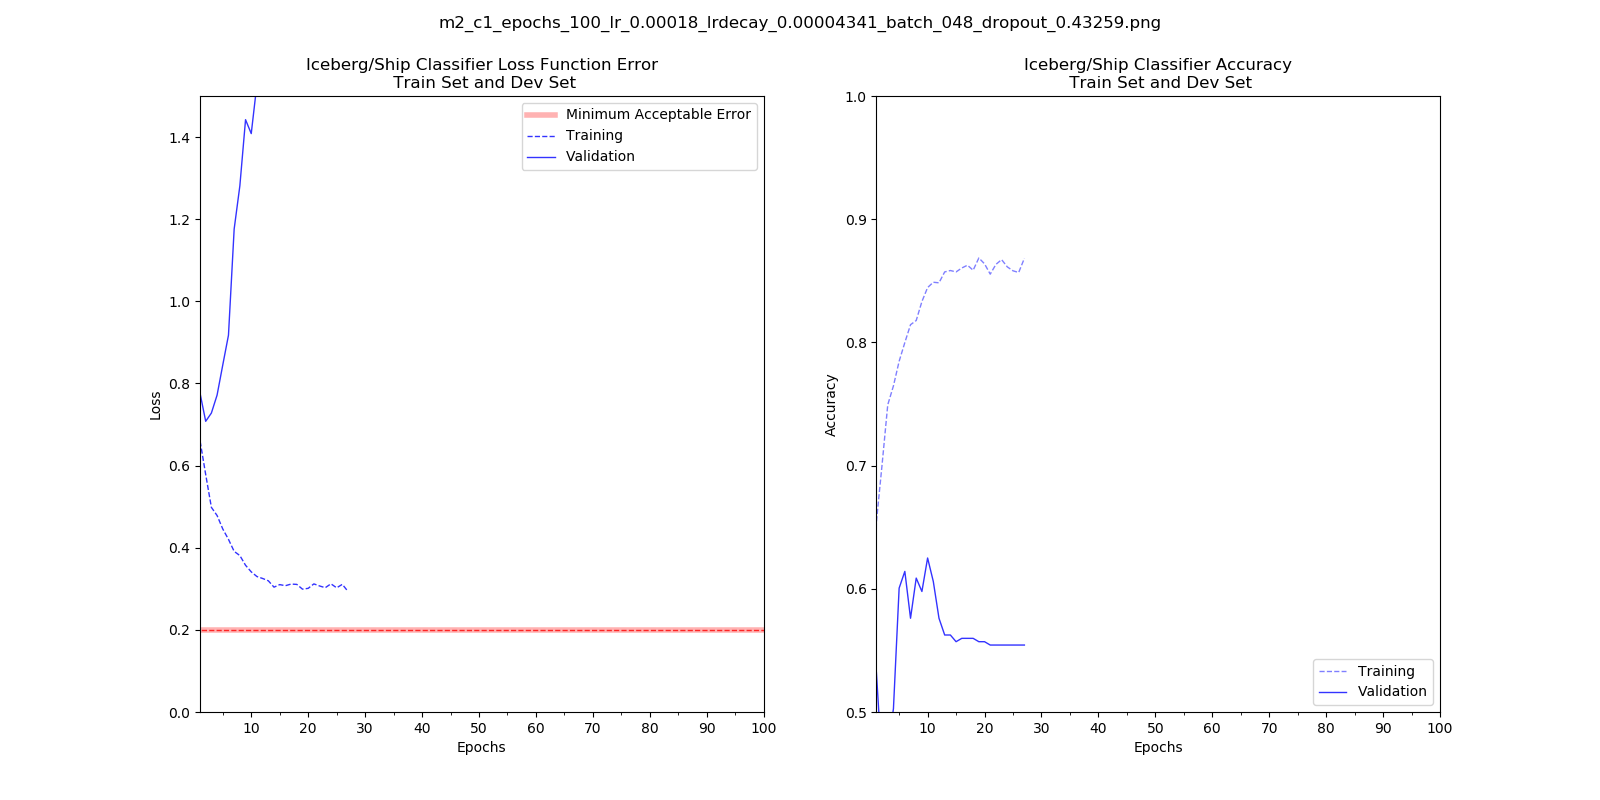 m2_c1_epochs_100_lr_0.00018_lrdecay_0.00004341_batch_048_dropout_0.43259.png
Iceberg/Ship Classifier Loss Function Error
Train Set and Dev Set
Minimum Acceptable Error
Training
Validation
1.4
1.2
1.0
0.8
0.6
0.4
0.2
0.0
Loss
10 20 30 40 50 60 70 80 90 100
Epochs
Iceberg/Ship Classifier Accuracy
Train Set and Dev Set
1.0
0.9
0.8
0.7
0.6
0.5
Accuracy
Training
Validation
10 20 30 40 50 60 70 80 90 100
Epochs